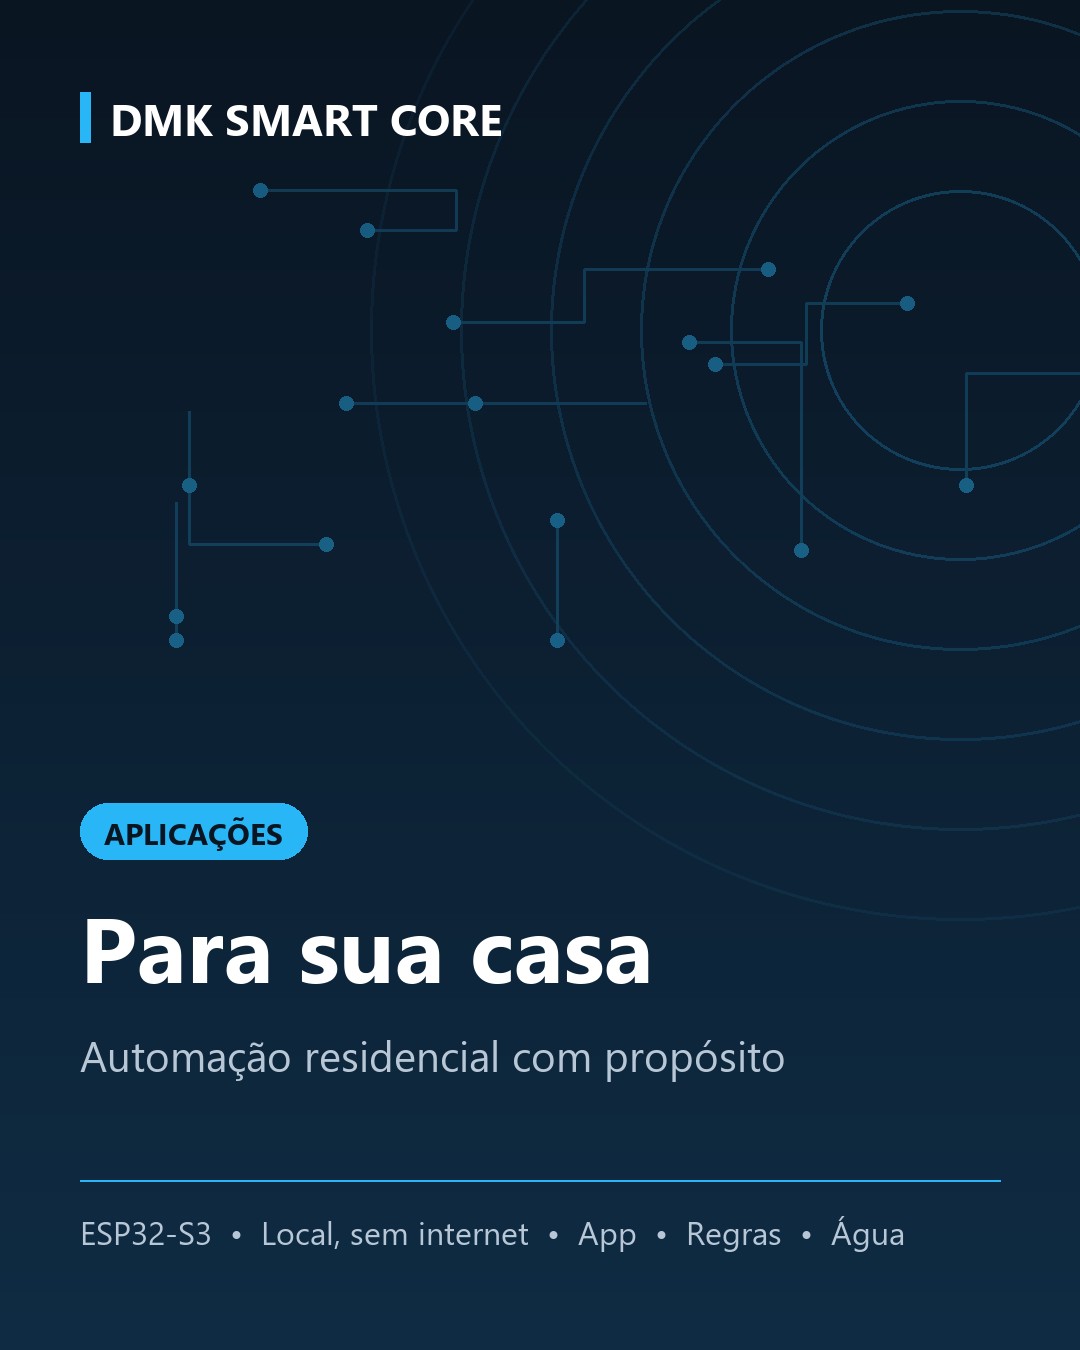 DMK SMART CORE
APLICAÇÕES
Para sua casa
Automação residencial com propósito
ESP32-S3 • Local, sem internet • App • Regras • Água